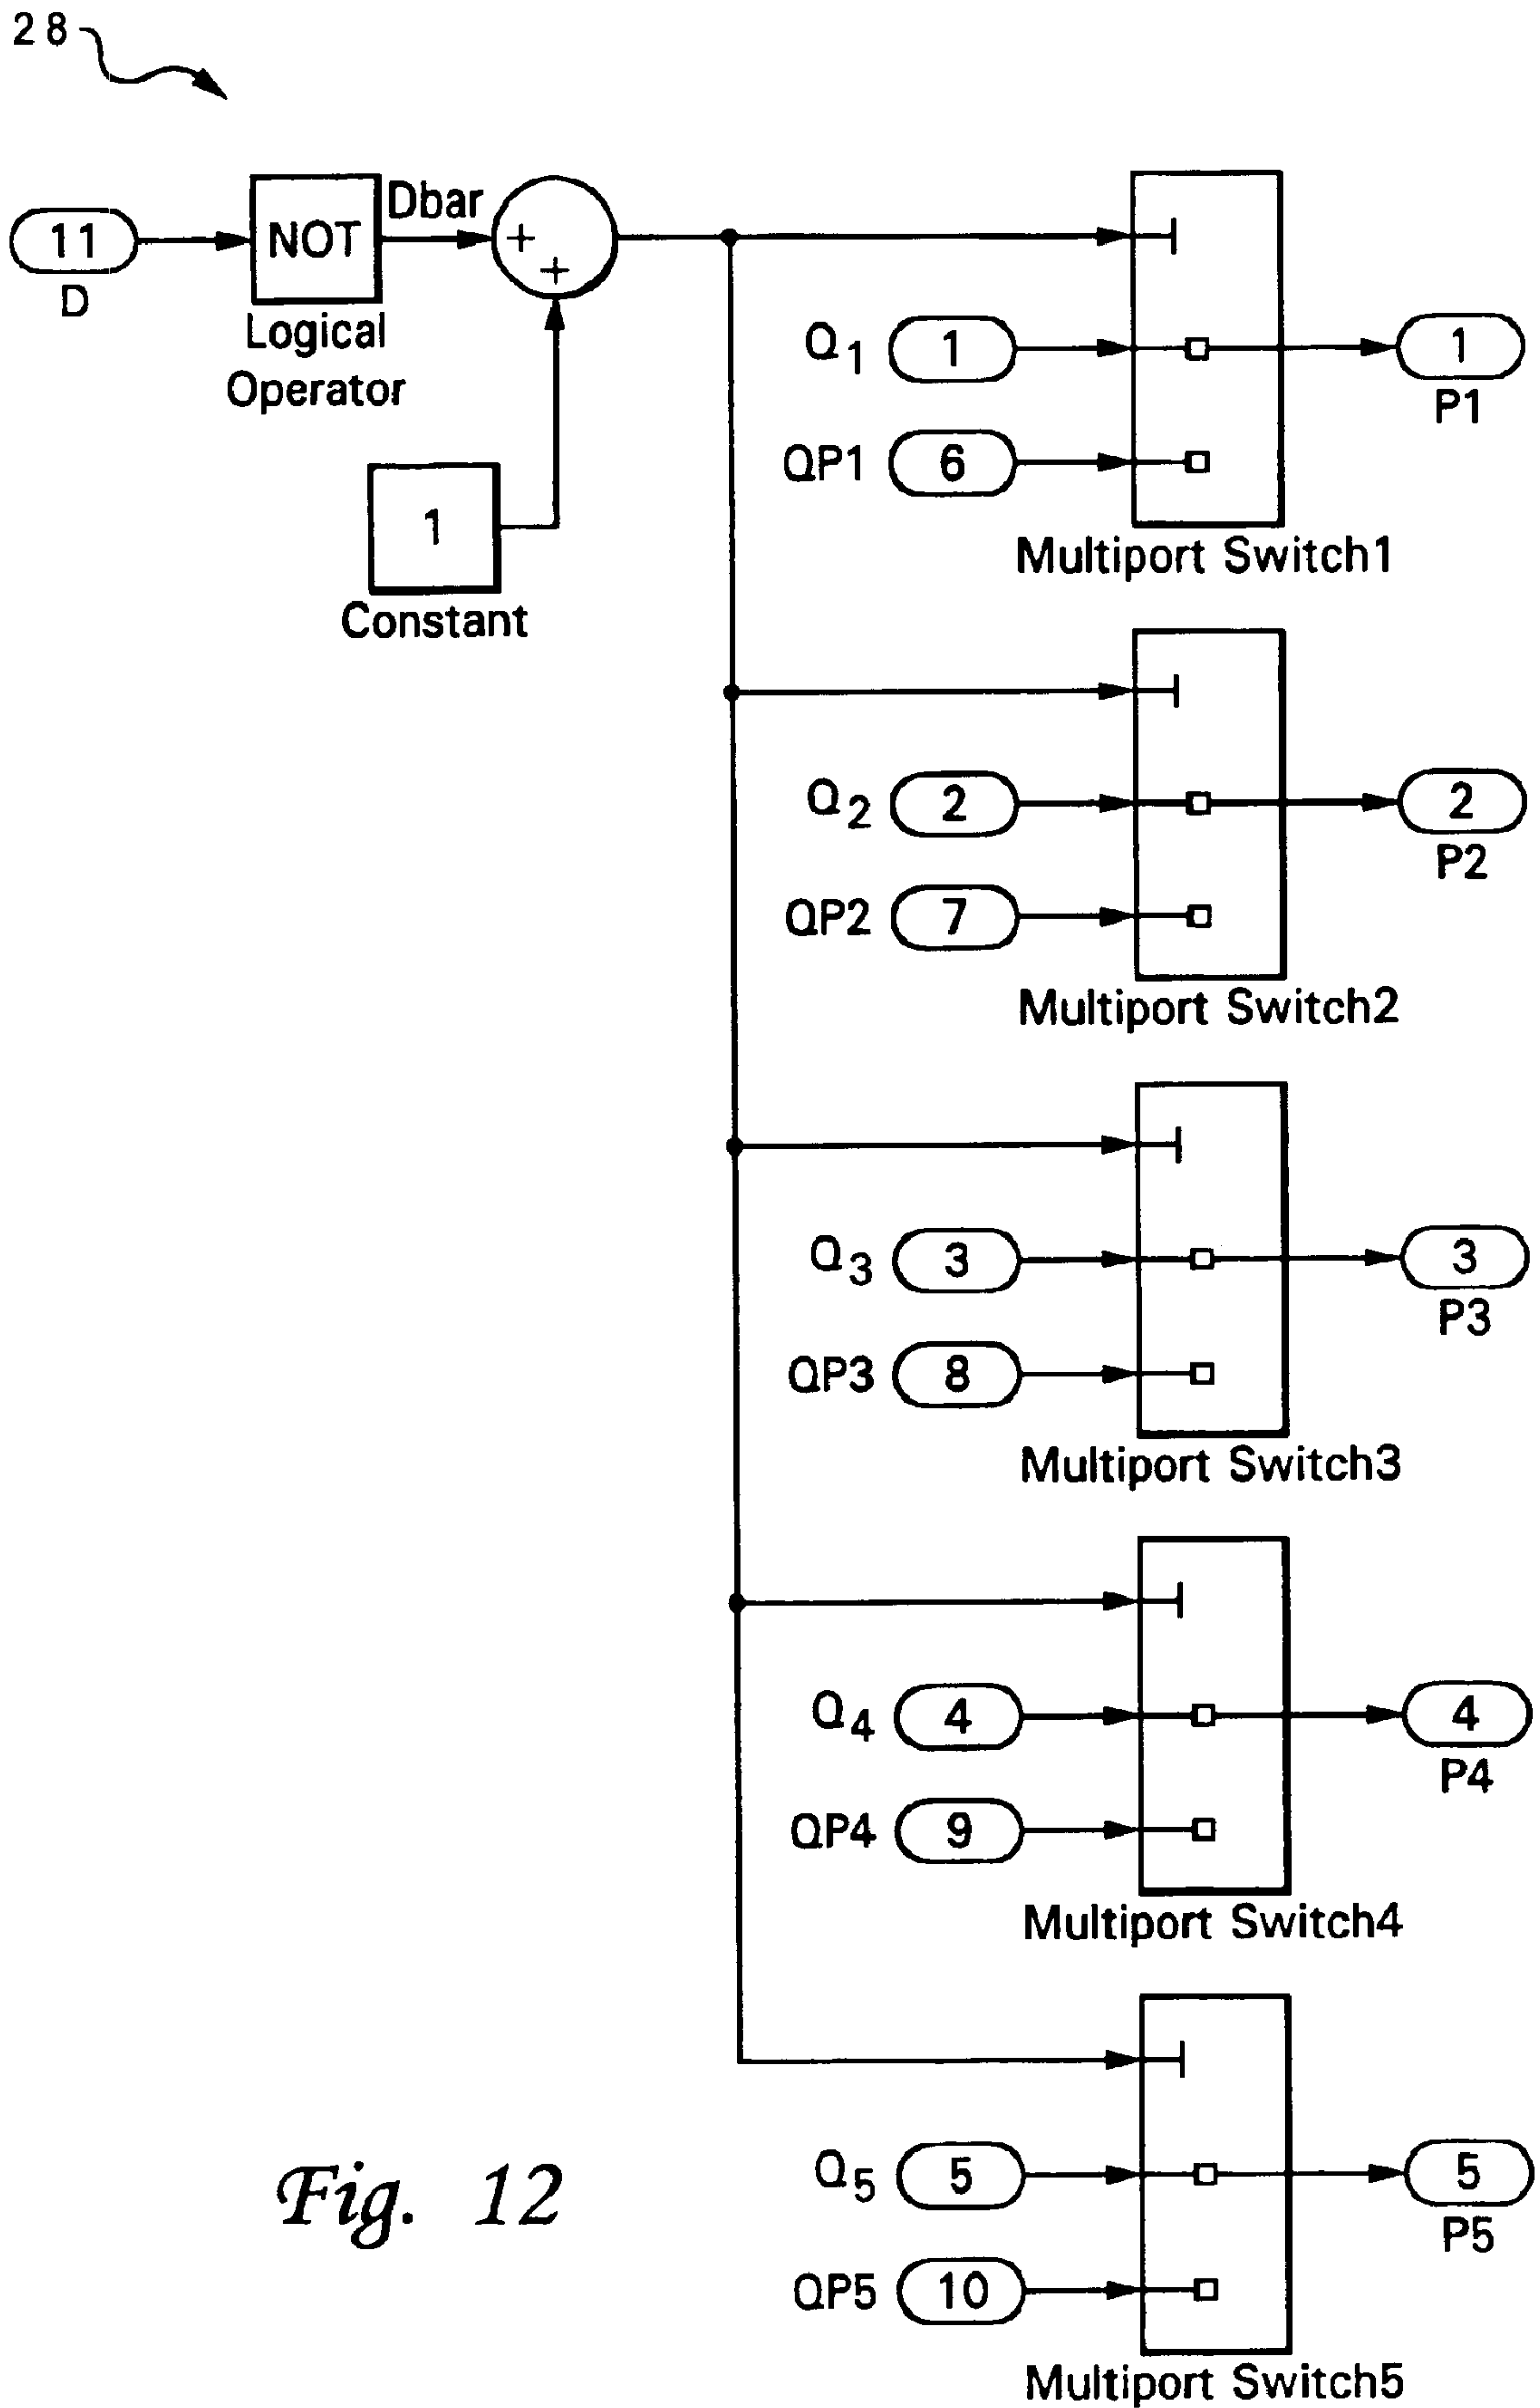 28
11
D
NOT
Logical
Operator
Dbar
+
+
1
Constant
Q1
1
QP1
6
1
P1
Multiport Switch1
Q2
2
QP2
7
2
P2
Multiport Switch2
Q3
3
QP3
8
3
P3
Multiport Switch3
Q4
4
QP4
9
4
P4
Multiport Switch4
Q5
5
QP5
10
5
P5
Multiport Switch5
Fig. 12